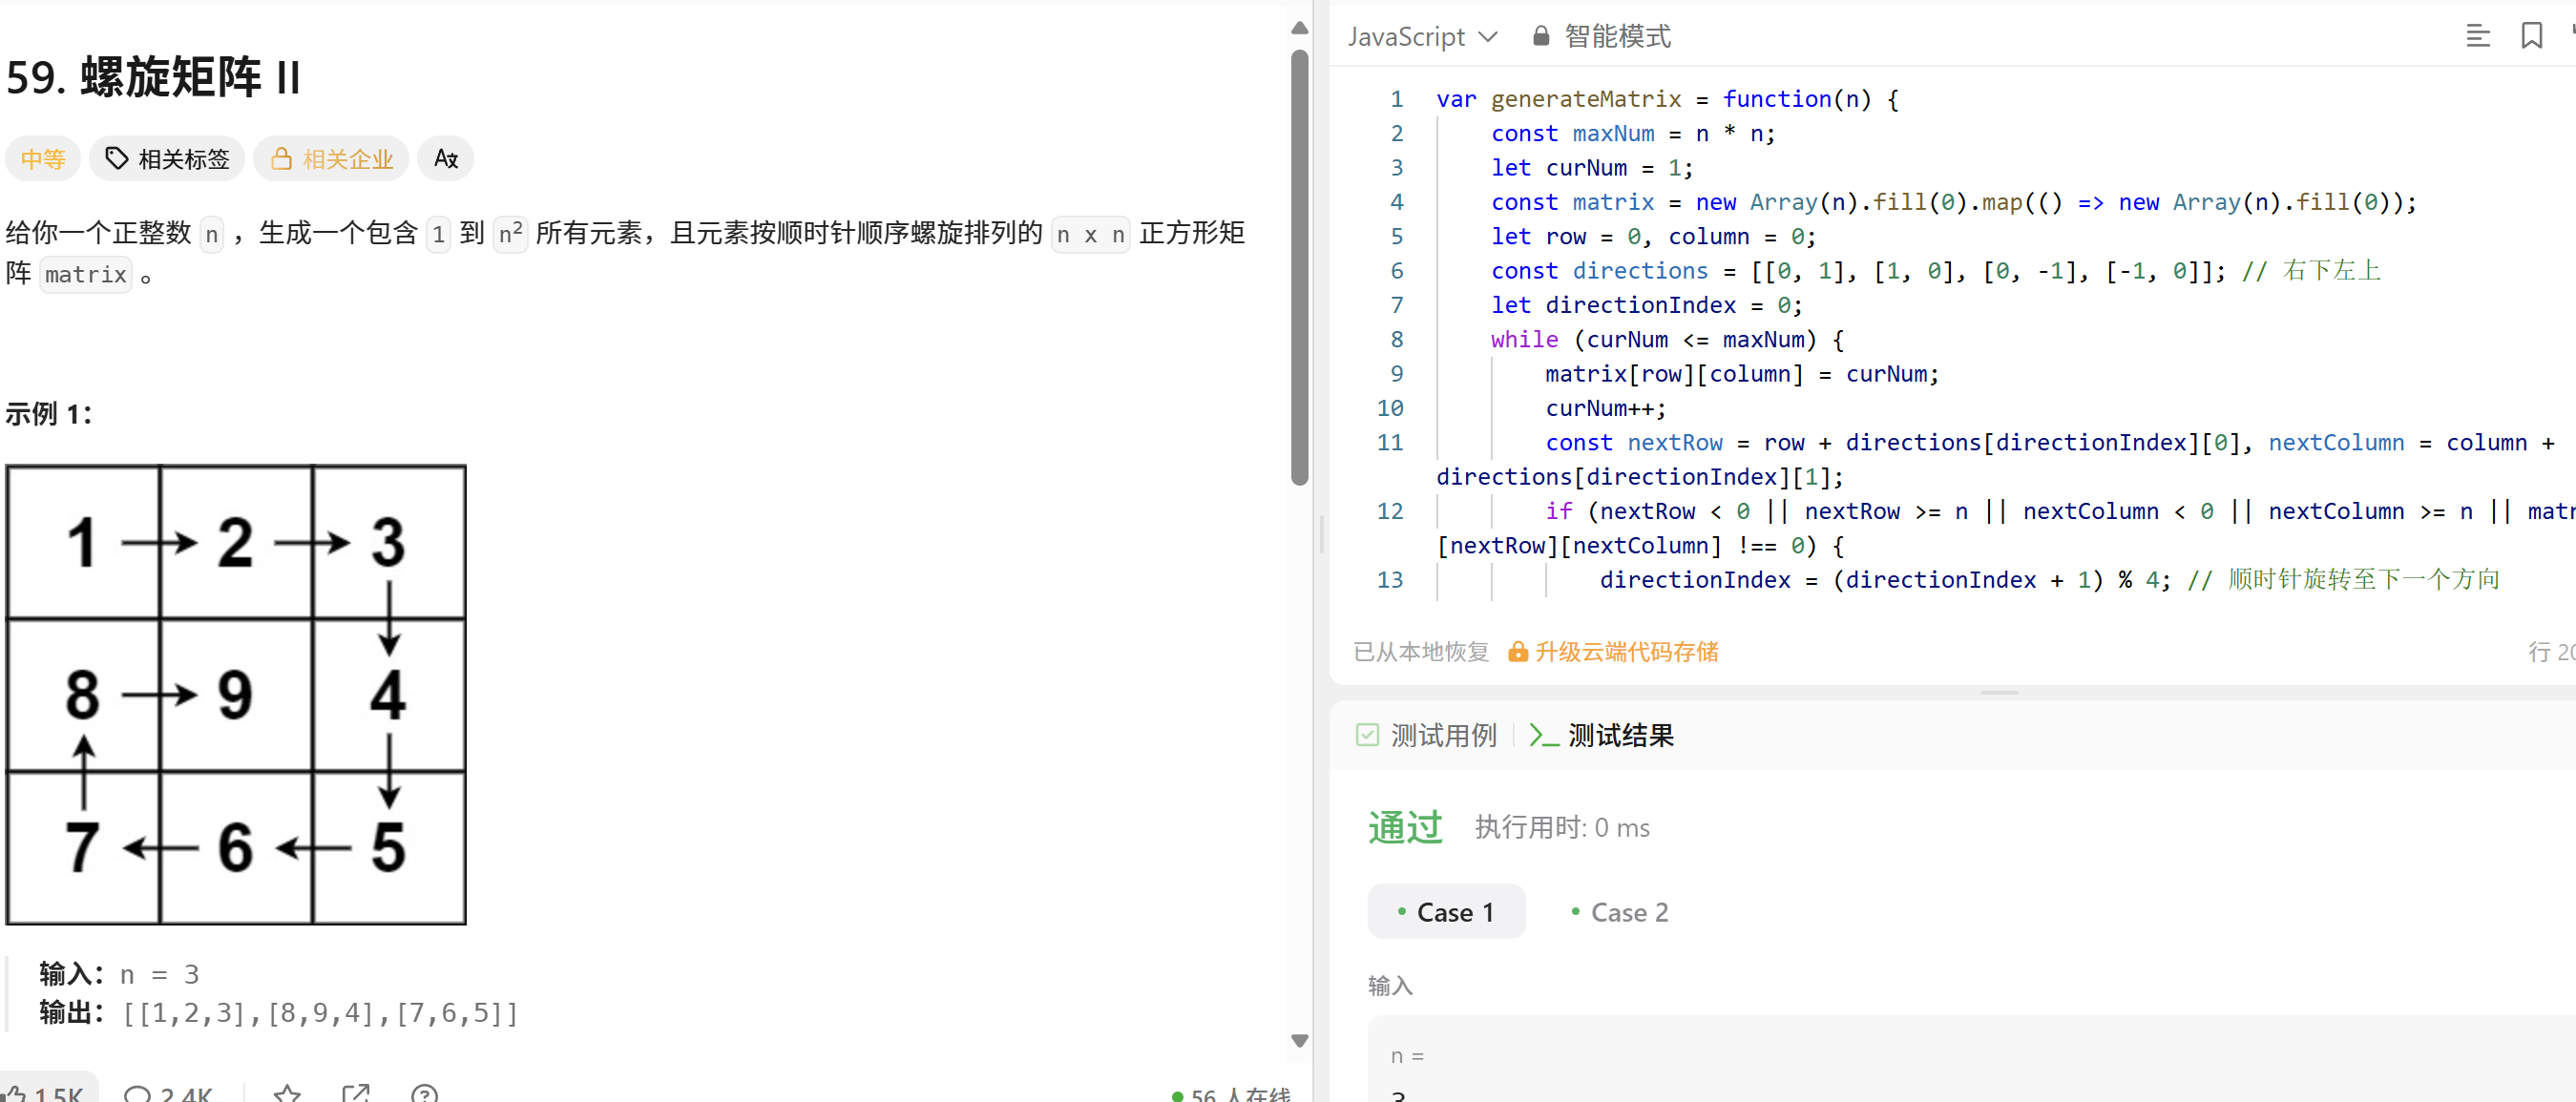 59. 螺旋矩阵 II
中等 相关标签 相关企业
给你一个正整数 n ，生成一个包含 1 到 n² 所有元素，且元素按顺时针顺序螺旋排列的 n x n 正方形矩
阵 matrix 。
示例 1：
1 2 3
8 9 4
7 6 5
输入：n = 3
输出：[[1,2,3],[8,9,4],[7,6,5]]
1.5K 2.4K 56 人在线
JavaScript 智能模式
1 var generateMatrix = function(n) {
2 const maxNum = n * n;
3 let curNum = 1;
4 const matrix = new Array(n).fill(0).map(() => new Array(n).fill(0));
5 let row = 0, column = 0;
6 const directions = [[0, 1], [1, 0], [0, -1], [-1, 0]]; // 右下左上
7 let directionIndex = 0;
8 while (curNum <= maxNum) {
9 matrix[row][column] = curNum;
10 curNum++;
11 const nextRow = row + directions[directionIndex][0], nextColumn = column +
directions[directionIndex][1];
12 if (nextRow < 0 || nextRow >= n || nextColumn < 0 || nextColumn >= n ||
[nextRow][nextColumn] !== 0) {
13 directionIndex = (directionIndex + 1) % 4; // 顺时针旋转至下一个方向
已从本地恢复 升级云端代码存储 行
测试用例 测试结果
通过 执行用时: 0 ms
Case 1 Case 2
输入
n =
3